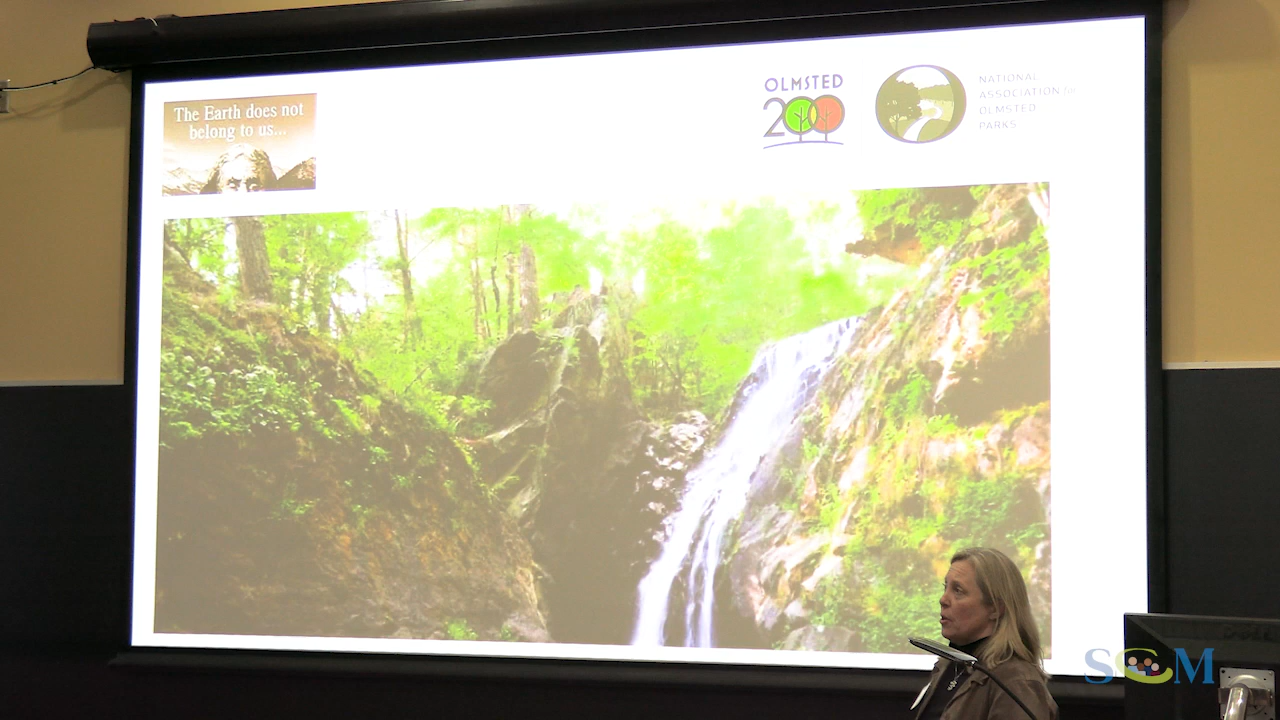 The Earth does not
belong to us...
OLMSTED
200
NATIONAL
ASSOCIATION for
OLMSTED
PARKS
SCM